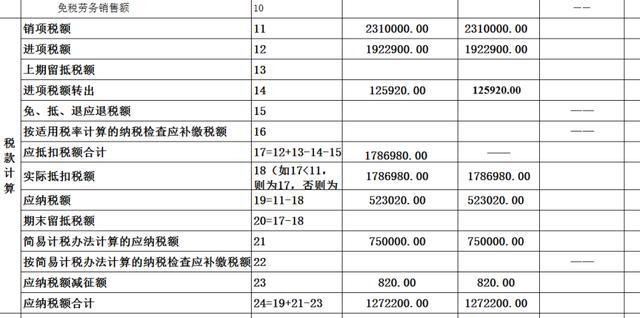 免税劳务销售额 10 ——
税款计算
销项税额 11 2310000.00 2310000.00
进项税额 12 1922900.00 1922900.00
上期留抵税额 13
进项税额转出 14 125920.00 125920.00
免、抵、退应退税额 15 ——
按适用税率计算的纳税检查应补缴税额 16 ——
应抵扣税额合计 17=12+13-14-15 1786980.00 ——
实际抵扣税额 18（如17<11， 1786980.00 1786980.00
则为17，否则为
应纳税额 19=11-18 523020.00 523020.00
期末留抵税额 20=17-18
简易计税办法计算的应纳税额 21 750000.00 750000.00
按简易计税办法计算的纳税检查应补缴税额 22 ——
应纳税额减征额 23 820.00 820.00
应纳税额合计 24=19+21-23 1272200.00 1272200.00